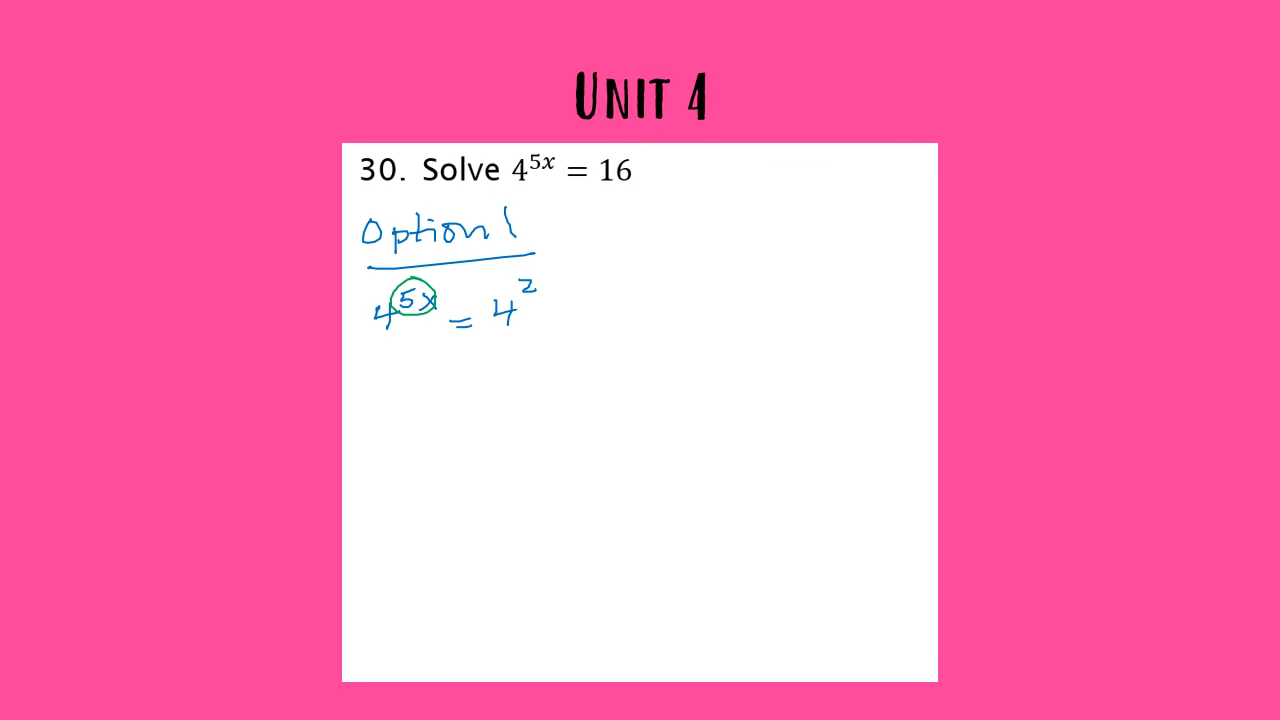 UNIT 4
30. Solve 4^{5x} = 16
Option 1
4^{5x} = 4^{2}